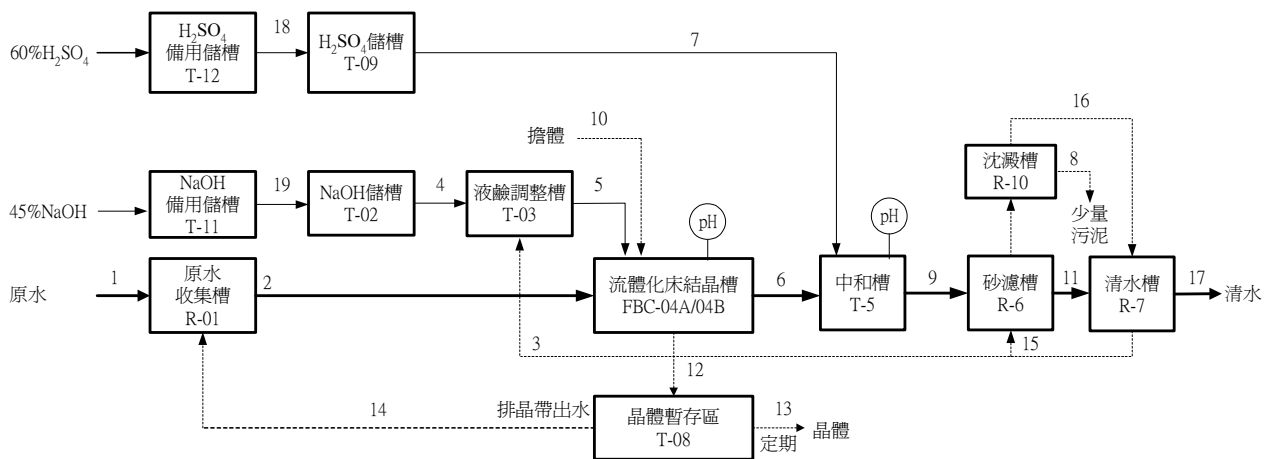 60%H₂SO₄
H₂SO₄
備用儲槽
T-12
18
H₂SO₄儲槽
T-09
7
10
擔體
16
45%NaOH
NaOH
備用儲槽
T-11
19
NaOH儲槽
T-02
4
液鹼調整槽
T-03
5
pH
pH
沈澱槽
R-10
8
少量
污泥
原水
1
原水
收集槽
R-01
2
流體化床結晶槽
FBC-04A/04B
6
中和槽
T-5
9
砂濾槽
R-6
11
清水槽
R-7
17
清水
3
15
12
14
排晶帶出水
晶體暫存區
T-08
13
定期
晶體